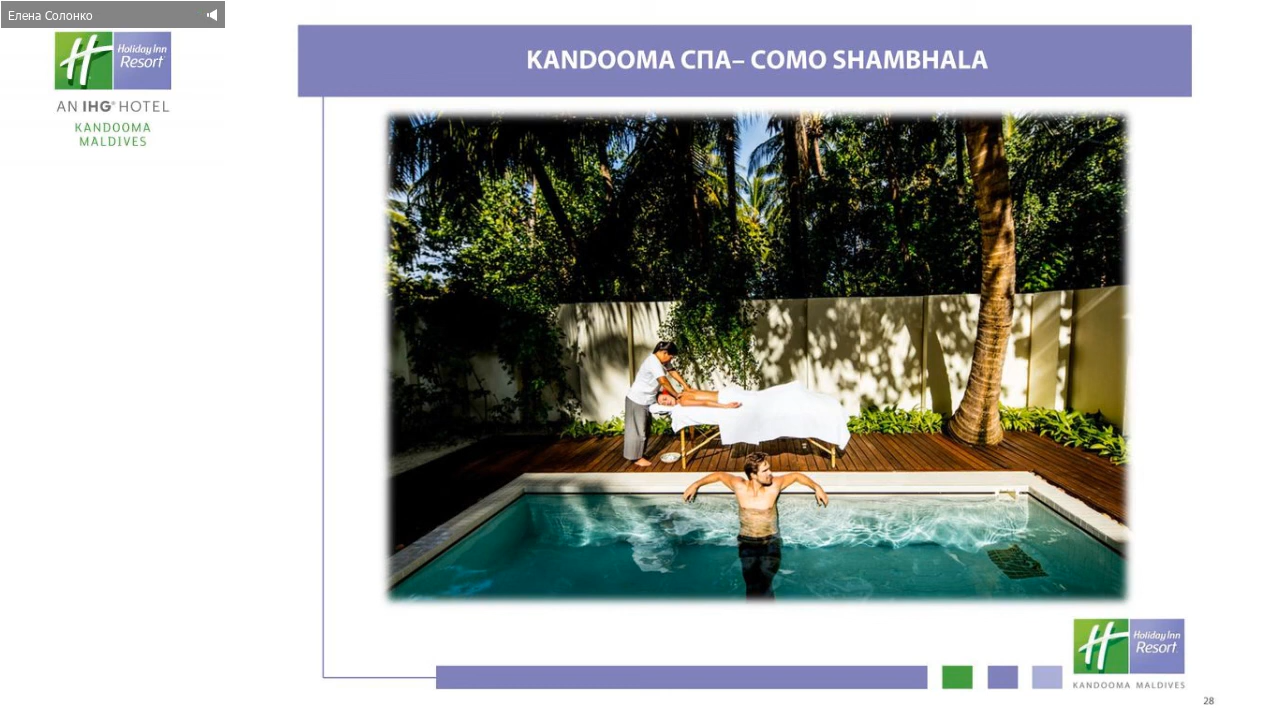 Елена Солонко
Holiday Inn
Resort
AN IHG® HOTEL
KANDOOMA
MALDIVES
KANDOOMA СПА– COMO SHAMBHALA
Holiday Inn
Resort
KANDOOMA MALDIVES
28